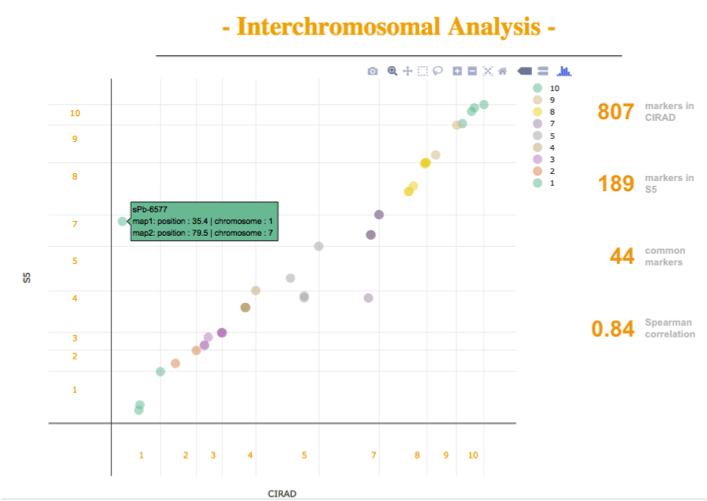 - Interchromosomal Analysis -
10
9
8
7
5
4
3
2
1
S5
sPb-6577
map1: position : 35.4 | chromosome : 1
map2: position : 79.5 | chromosome : 7
1 2 3 4 5 7 8 9 10
CIRAD
10
9
8
7
5
4
3
2
1
807 markers in
CIRAD
189 markers in
S5
44 common
markers
0.84 Spearman
correlation